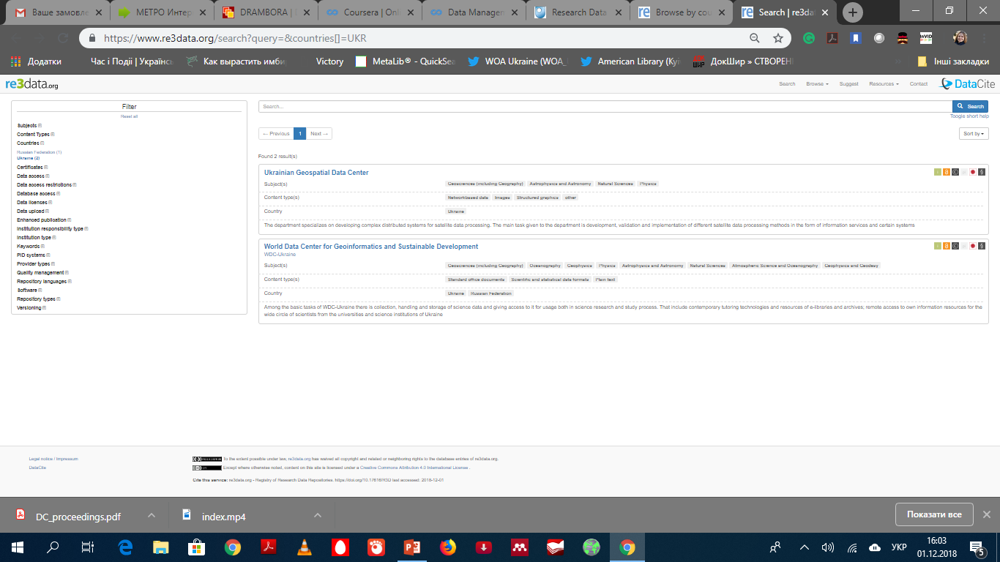 Ваше замовле
МЕТРО Интер
DRAMBORA |
Coursera | Onl
Data Managen
Research Data
Browse by cou
Search | re3da
https://www.re3data.org/search?query=&countries[]=UKR
Додатки
Час і Події | Українсь
Как вырастить имби
Victory
MetaLib® - QuickSea
WOA Ukraine (WOA_
American Library (Kyi
ДокШир » СТВОРЕН
Інші закладки
re3data.org
Search
Browse
Suggest
Resources
Contact
DataCite
Filter
Reset all
Subjects
Content Types
Countries
Russian Federation (1)
Ukraine (2)
Certificates
Data access
Data access restrictions
Database access
Data licenses
Data upload
Enhanced publication
Institution responsibility type
Institution type
Keywords
PID systems
Provider types
Quality management
Repository languages
Software
Repository types
Versioning
Search...
Search
Toogle short help
← Previous 1 Next →
Sort by
Found 2 result(s)
Ukrainian Geospatial Data Center
Subject(s) Geosciences (including Geography) Astrophysics and Astronomy Natural Sciences Physics
Content type(s) Networkbased data Images Structured graphics other
Country Ukraine
The department specializes on developing complex distributed systems for satellite data processing. The main task given to the department is development, validation and implementation of different satellite data processing methods in the form of information services and certain systems
World Data Center for Geoinformatics and Sustainable Development
WDC-Ukraine
Subject(s) Geosciences (including Geography) Oceanography Geophysics Physics Astrophysics and Astronomy Natural Sciences Atmospheric Science and Oceanography Geophysics and Geodesy
Content type(s) Standard office documents Scientific and statistical data formats Plain text
Country Ukraine Russian Federation
Among the basic tasks of WDC-Ukraine there is collection, handling and storage of science data and giving access to it for usage both in science research and study process. That include contemporary tutoring technologies and resources of e-libraries and archives; remote access to own information resources for the
wide circle of scientists from the universities and science institutions of Ukraine
Legal notice / Impressum
DataCite
To the extent possible under law, re3data.org has waived all copyright and related or neighboring rights to the database entries of re3data.org.
Except where otherwise noted, content on this site is licensed under a Creative Commons Attribution 4.0 International License.
Cite this service: re3data.org - Registry of Research Data Repositories. https://doi.org/10.17616/R3D last accessed: 2018-12-01
DC_proceedings.pdf
index.mp4
Показати все
УКР
16:03
01.12.2018
5